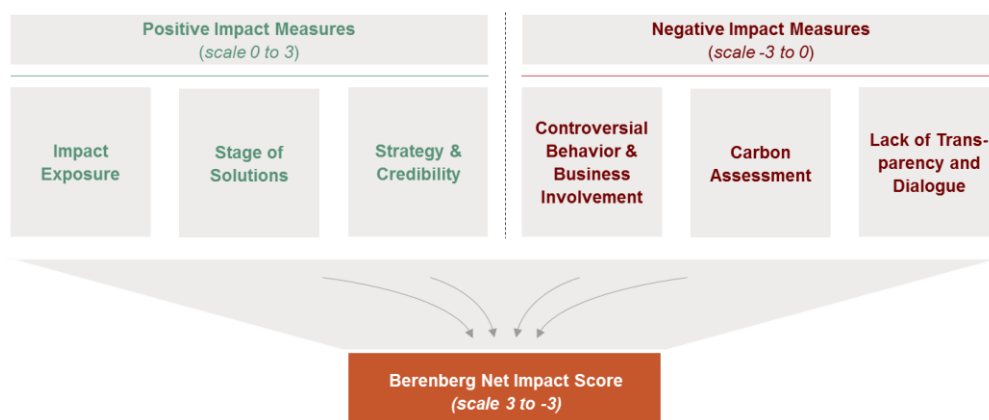 Positive Impact Measures
(scale 0 to 3)
Negative Impact Measures
(scale -3 to 0)
Impact
Exposure
Stage of
Solutions
Strategy &
Credibility
Controversial
Behavior &
Business
Involvement
Carbon
Assessment
Lack of Trans-
parency and
Dialogue
Berenberg Net Impact Score
(scale 3 to -3)